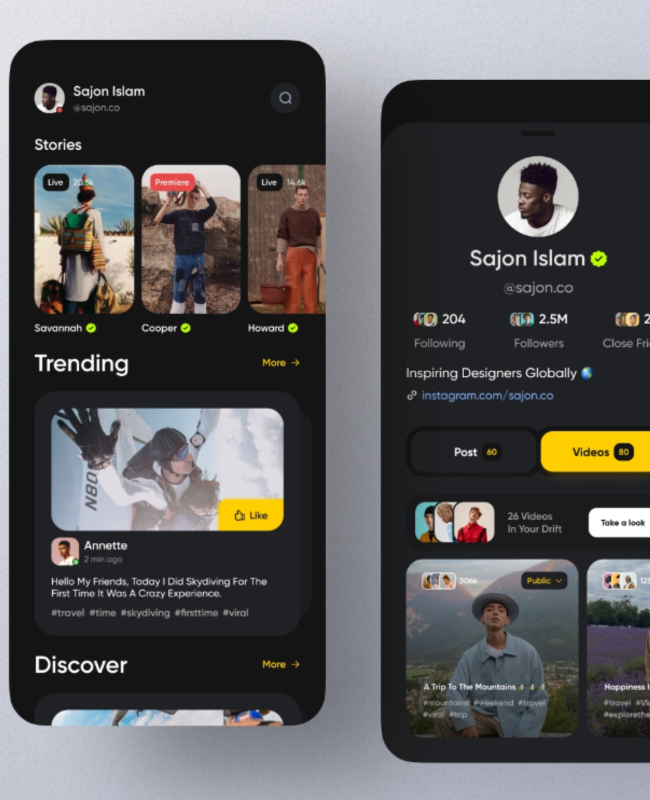 Sajon Islam
@sajon.co
Stories
Live 20.5k
Premiere
Live 14.6k
Savannah
Cooper
Howard
Trending
More →
N80
Like
Annette
2 min ago
Hello My Friends, Today I Did Skydiving For The
First Time It Was A Crazy Experience.
#travel #time #skydiving #firsttime #viral
Discover
More →
Sajon Islam
@sajon.co
204
2.5M
2
Following
Followers
Close Fri
Inspiring Designers Globally 🌏
instagram.com/sajon.co
Post 60
Videos 80
26 Videos
In Your Drift
Take a look
306k
Public
A Trip To The Mountains
#mountains #weekend #travel
#viral #trip
125
Happiness I
#travel
#explorethe